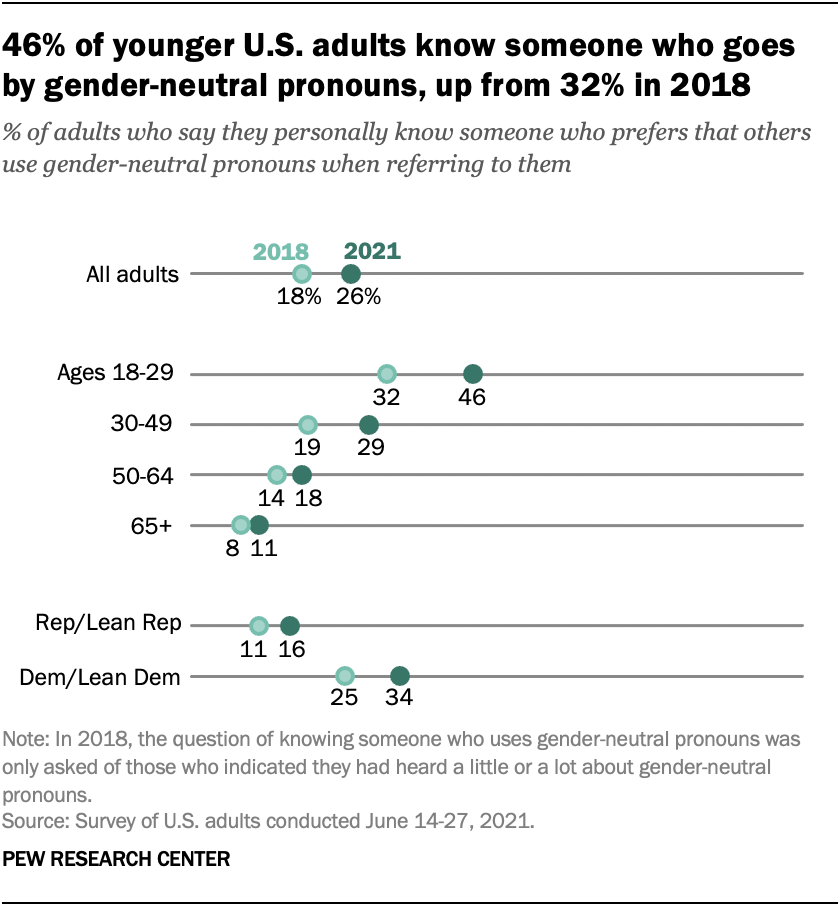 46% of younger U.S. adults know someone who goes
by gender-neutral pronouns, up from 32% in 2018
% of adults who say they personally know someone who prefers that others
use gender-neutral pronouns when referring to them
2018 2021
All adults
18% 26%
Ages 18-29
32 46
30-49
19 29
50-64
14 18
65+
8 11
Rep/Lean Rep
11 16
Dem/Lean Dem
25 34
Note: In 2018, the question of knowing someone who uses gender-neutral pronouns was
only asked of those who indicated they had heard a little or a lot about gender-neutral
pronouns.
Source: Survey of U.S. adults conducted June 14-27, 2021.
PEW RESEARCH CENTER